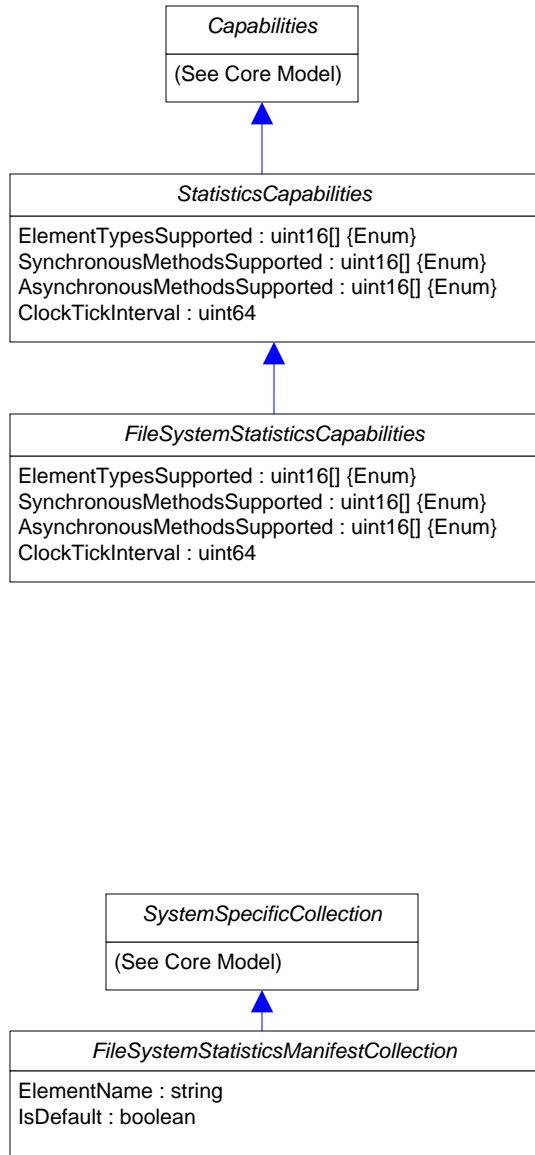 Capabilities
(See Core Model)
StatisticsCapabilities
ElementTypesSupported : uint16[] {Enum}
SynchronousMethodsSupported : uint16[] {Enum}
AsynchronousMethodsSupported : uint16[] {Enum}
ClockTickInterval : uint64
FileSystemStatisticsCapabilities
ElementTypesSupported : uint16[] {Enum}
SynchronousMethodsSupported : uint16[] {Enum}
AsynchronousMethodsSupported : uint16[] {Enum}
ClockTickInterval : uint64
SystemSpecificCollection
(See Core Model)
FileSystemStatisticsManifestCollection
ElementName : string
IsDefault : boolean